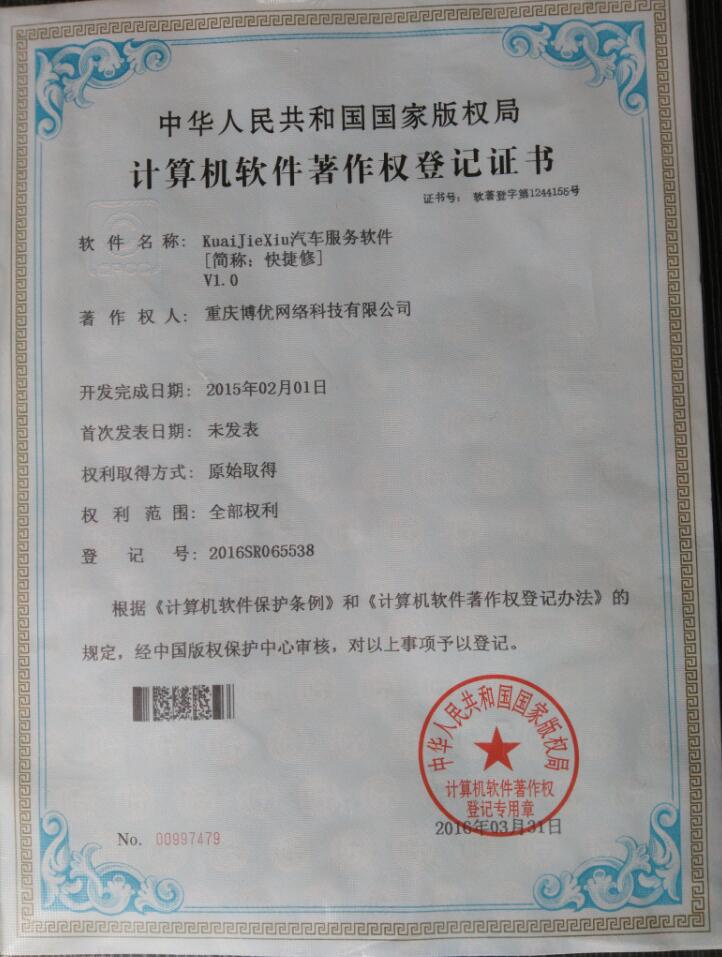 中华人民共和国国家版权局
计算机软件著作权登记证书
证书号： 软著登字第1244156号
软件名称： KuaiJieXiu汽车服务软件
[简称：快捷修]
V1.0
著作权人： 重庆博优网络科技有限公司
开发完成日期： 2015年02月01日
首次发表日期： 未发表
权利取得方式： 原始取得
权利范围： 全部权利
登记号： 2016SR065538
根据《计算机软件保护条例》和《计算机软件著作权登记办法》的
规定，经中国版权保护中心审核，对以上事项予以登记。
中华人民共和国国家版权局
计算机软件著作权
登记专用章
2016年03月31日
No. 00997479